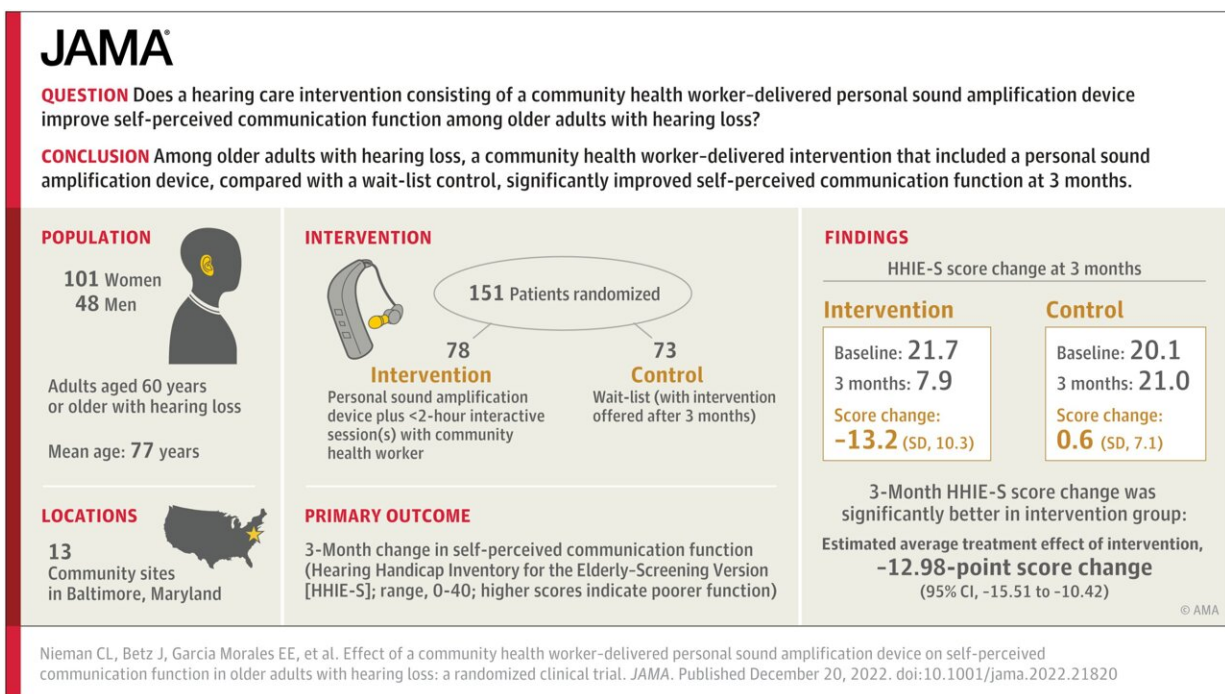 JAMA®
QUESTION Does a hearing care intervention consisting of a community health worker–delivered personal sound amplification device
improve self-perceived communication function among older adults with hearing loss?
CONCLUSION Among older adults with hearing loss, a community health worker–delivered intervention that included a personal sound
amplification device, compared with a wait-list control, significantly improved self-perceived communication function at 3 months.
POPULATION
101 Women
48 Men
Adults aged 60 years
or older with hearing loss
Mean age: 77 years
LOCATIONS
13
Community sites
in Baltimore, Maryland
INTERVENTION
151 Patients randomized
78
Intervention
Personal sound amplification
device plus <2-hour interactive
session(s) with community
health worker
73
Control
Wait-list (with intervention
offered after 3 months)
PRIMARY OUTCOME
3-Month change in self-perceived communication function
(Hearing Handicap Inventory for the Elderly–Screening Version
[HHIE-S]; range, 0-40; higher scores indicate poorer function)
FINDINGS
HHIE-S score change at 3 months
Intervention
Baseline: 21.7
3 months: 7.9
Score change:
–13.2 (SD, 10.3)
Control
Baseline: 20.1
3 months: 21.0
Score change:
0.6 (SD, 7.1)
3-Month HHIE-S score change was
significantly better in intervention group:
Estimated average treatment effect of intervention,
–12.98-point score change
(95% CI, –15.51 to –10.42)
© AMA
Nieman CL, Betz J, Garcia Morales EE, et al. Effect of a community health worker–delivered personal sound amplification device on self-perceived
communication function in older adults with hearing loss: a randomized clinical trial. JAMA. Published December 20, 2022. doi:10.1001/jama.2022.21820